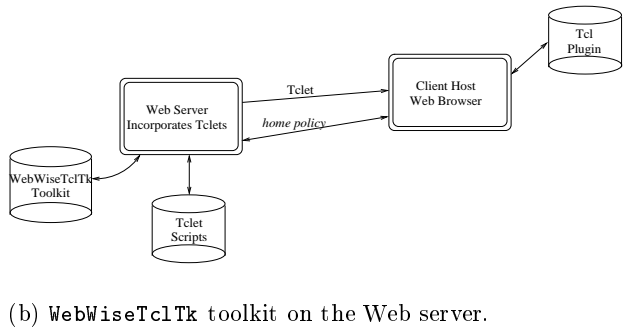 Tcl
Plugin
Tclet
Client Host
Web Browser
Web Server
Incorporates Tclets
home policy
WebWiseTclTk
Toolkit
Tclet
Scripts
(b) WebWiseTclTk toolkit on the Web server.